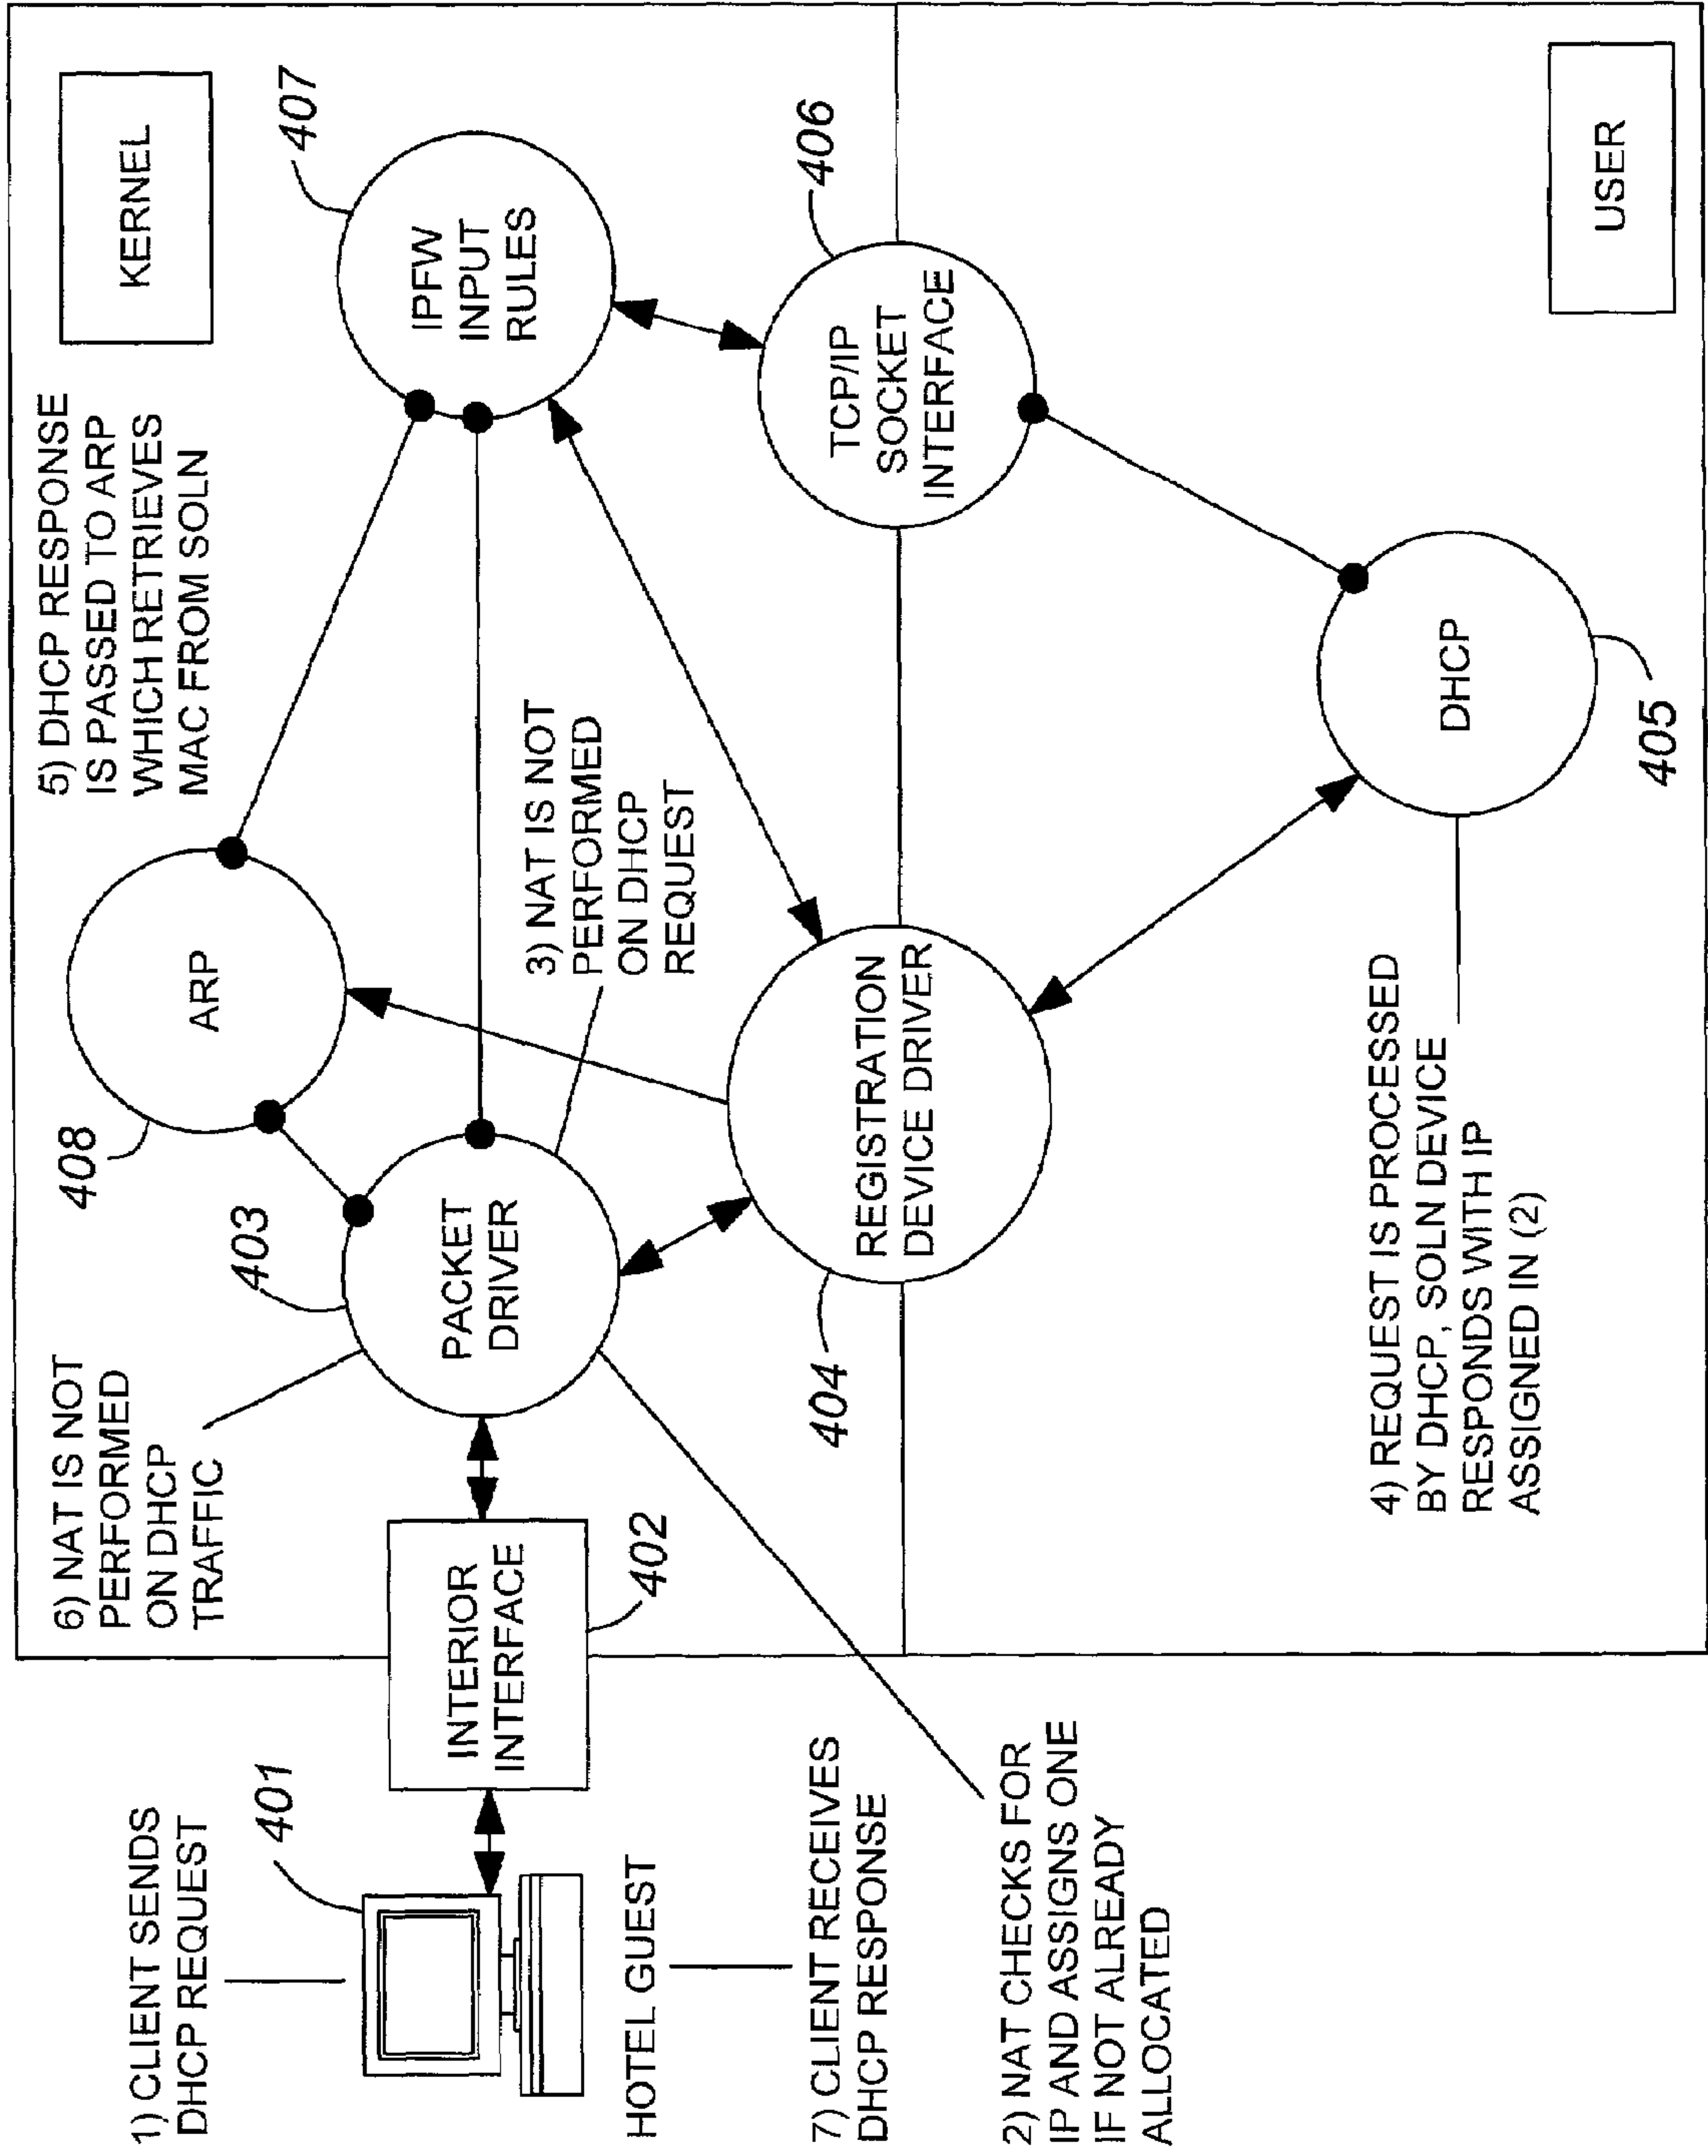 1) CLIENT SENDS
DHCP REQUEST
401
HOTEL GUEST
7) CLIENT RECEIVES
DHCP RESPONSE
2) NAT CHECKS FOR
IP AND ASSIGNS ONE
IF NOT ALREADY
ALLOCATED
INTERIOR
INTERFACE
402
6) NAT IS NOT
PERFORMED
ON DHCP
TRAFFIC
403
PACKET
DRIVER
408
ARP
3) NAT IS NOT
PERFORMED
ON DHCP
REQUEST
404
REGISTRATION
DEVICE DRIVER
5) DHCP RESPONSE
IS PASSED TO ARP
WHICH RETRIEVES
MAC FROM SOLN
KERNEL
407
IPFW
INPUT
RULES
406
TCP/IP
SOCKET
INTERFACE
4) REQUEST IS PROCESSED
BY DHCP, SOLN DEVICE
RESPONDS WITH IP
ASSIGNED IN (2)
DHCP
405
USER